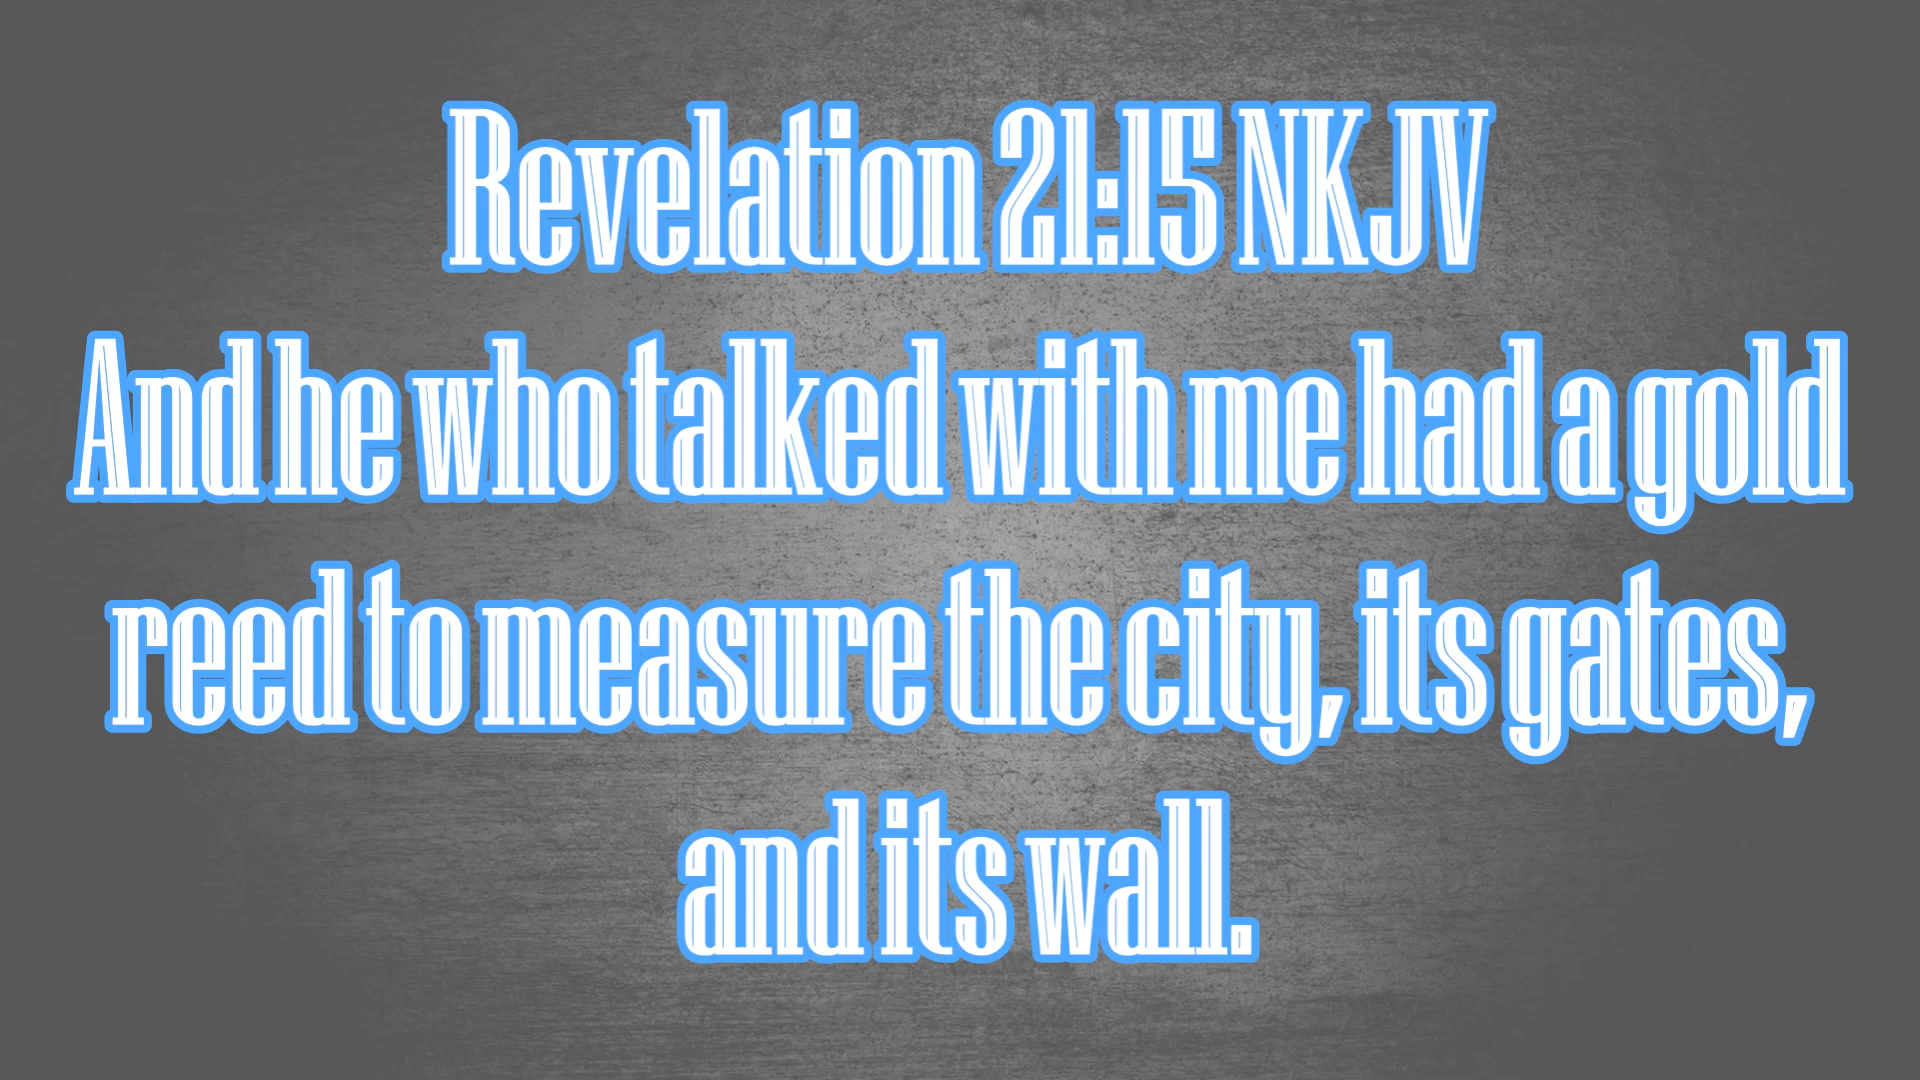 Revelation 21:15 NKJV
And he who talked with me had a gold
reed to measure the city, its gates,
and its wall.